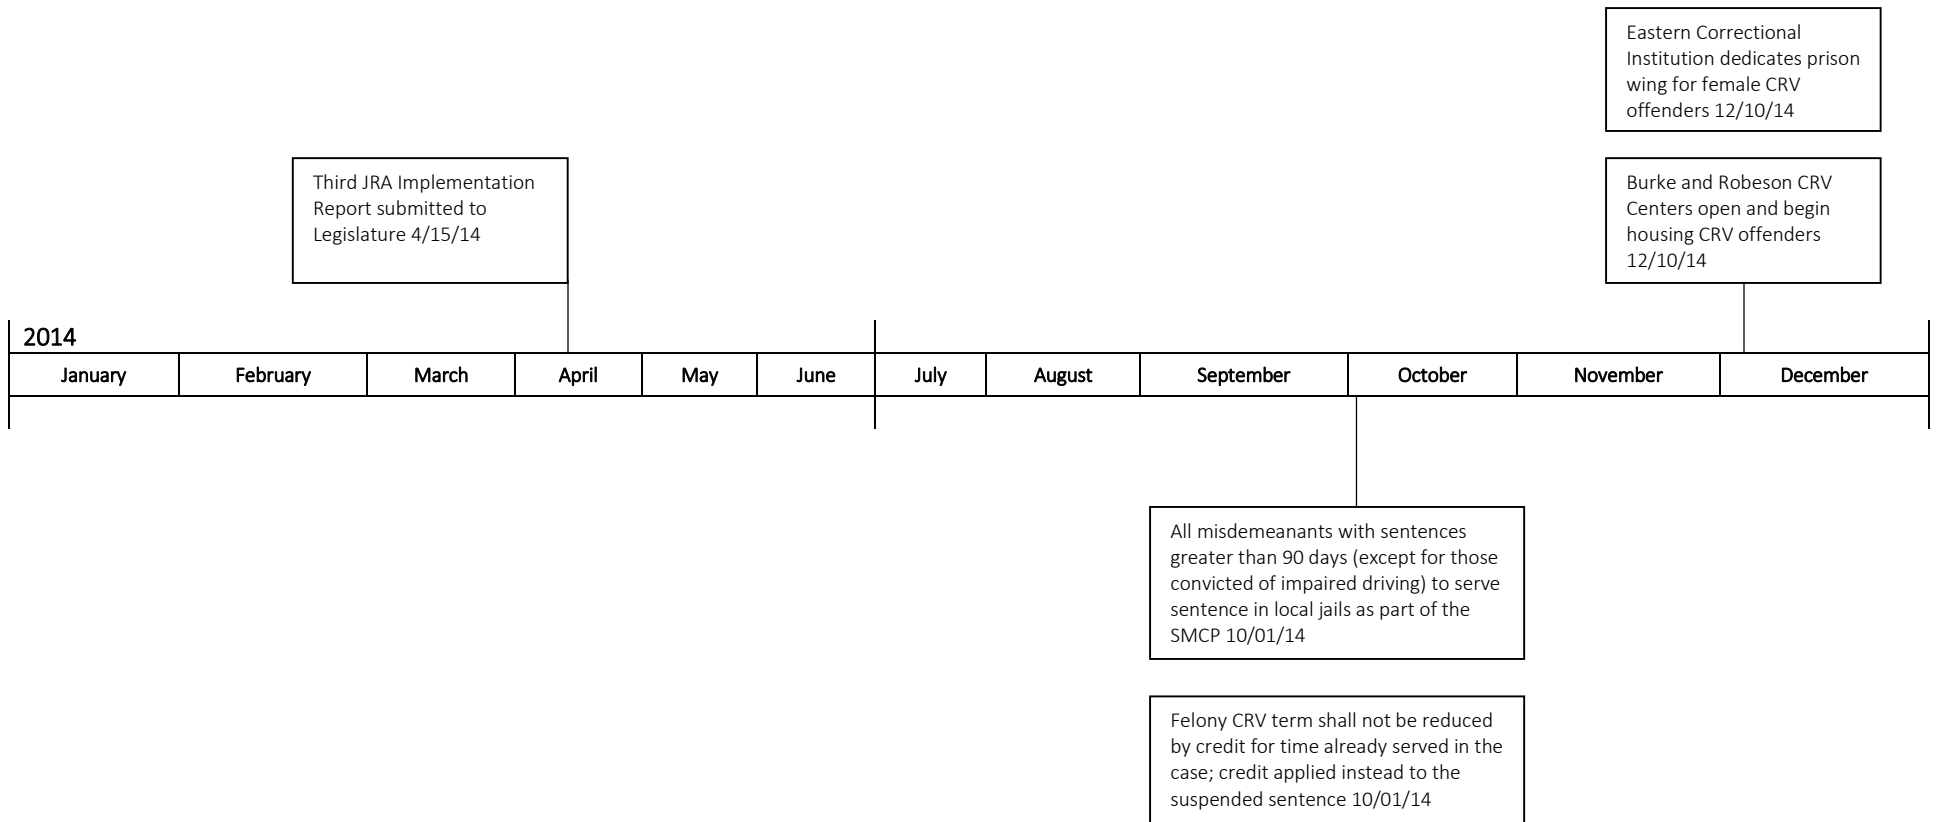 Eastern Correctional
Institution dedicates prison
wing for female CRV
offenders 12/10/14
Third JRA Implementation
Report submitted to
Legislature 4/15/14
Burke and Robeson CRV
Centers open and begin
housing CRV offenders
12/10/14
2014
January February March April May June July August September October November December
All misdemeanants with sentences
greater than 90 days (except for those
convicted of impaired driving) to serve
sentence in local jails as part of the
SMCP 10/01/14
Felony CRV term shall not be reduced
by credit for time already served in the
case; credit applied instead to the
suspended sentence 10/01/14